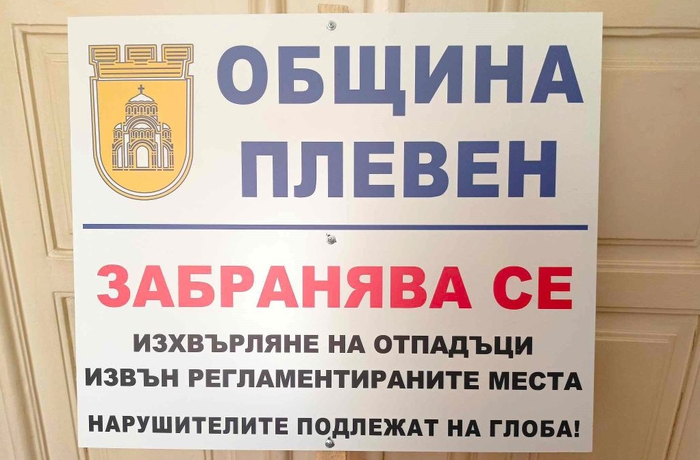 ОБЩИНА
ПЛЕВЕН
ЗАБРАНЯВА СЕ
ИЗХВЪРЛЯНЕ НА ОТПАДЪЦИ
ИЗВЪН РЕГЛАМЕНТИРАНИТЕ МЕСТА
НАРУШИТЕЛИТЕ ПОДЛЕЖАТ НА ГЛОБА!